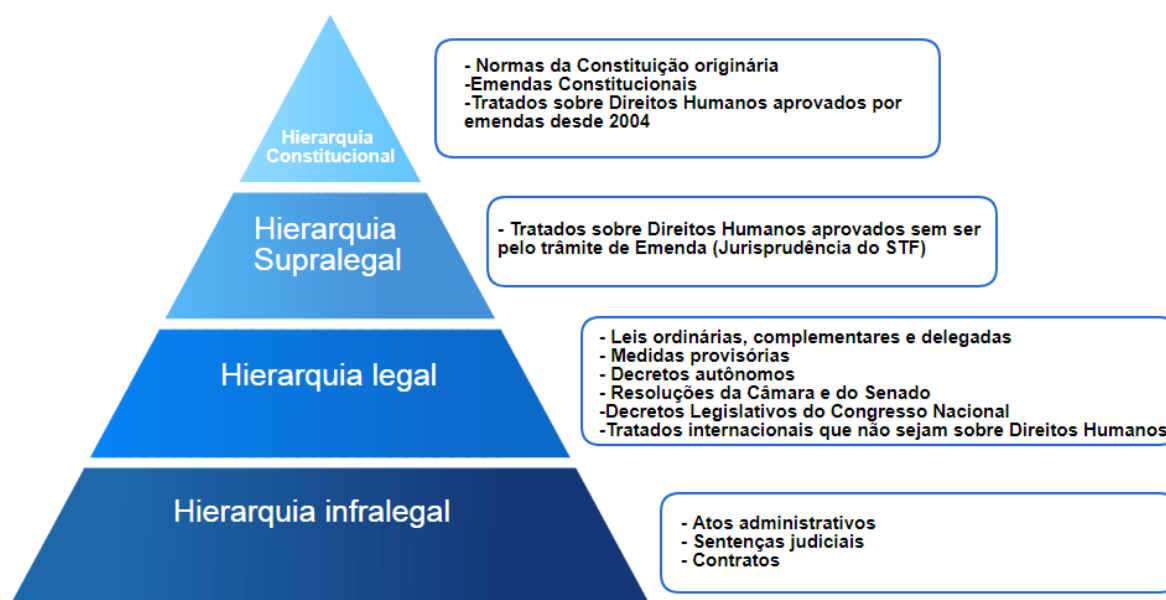 Hierarquia
Constitucional
- Normas da Constituição originária
-Emendas Constitucionais
-Tratados sobre Direitos Humanos aprovados por
emendas desde 2004
Hierarquia
Supralegal
- Tratados sobre Direitos Humanos aprovados sem ser
pelo trâmite de Emenda (Jurisprudência do STF)
Hierarquia legal
- Leis ordinárias, complementares e delegadas
- Medidas provisórias
- Decretos autônomos
- Resoluções da Câmara e do Senado
-Decretos Legislativos do Congresso Nacional
-Tratados internacionais que não sejam sobre Direitos Humanos
Hierarquia infralegal
- Atos administrativos
- Sentenças judiciais
- Contratos